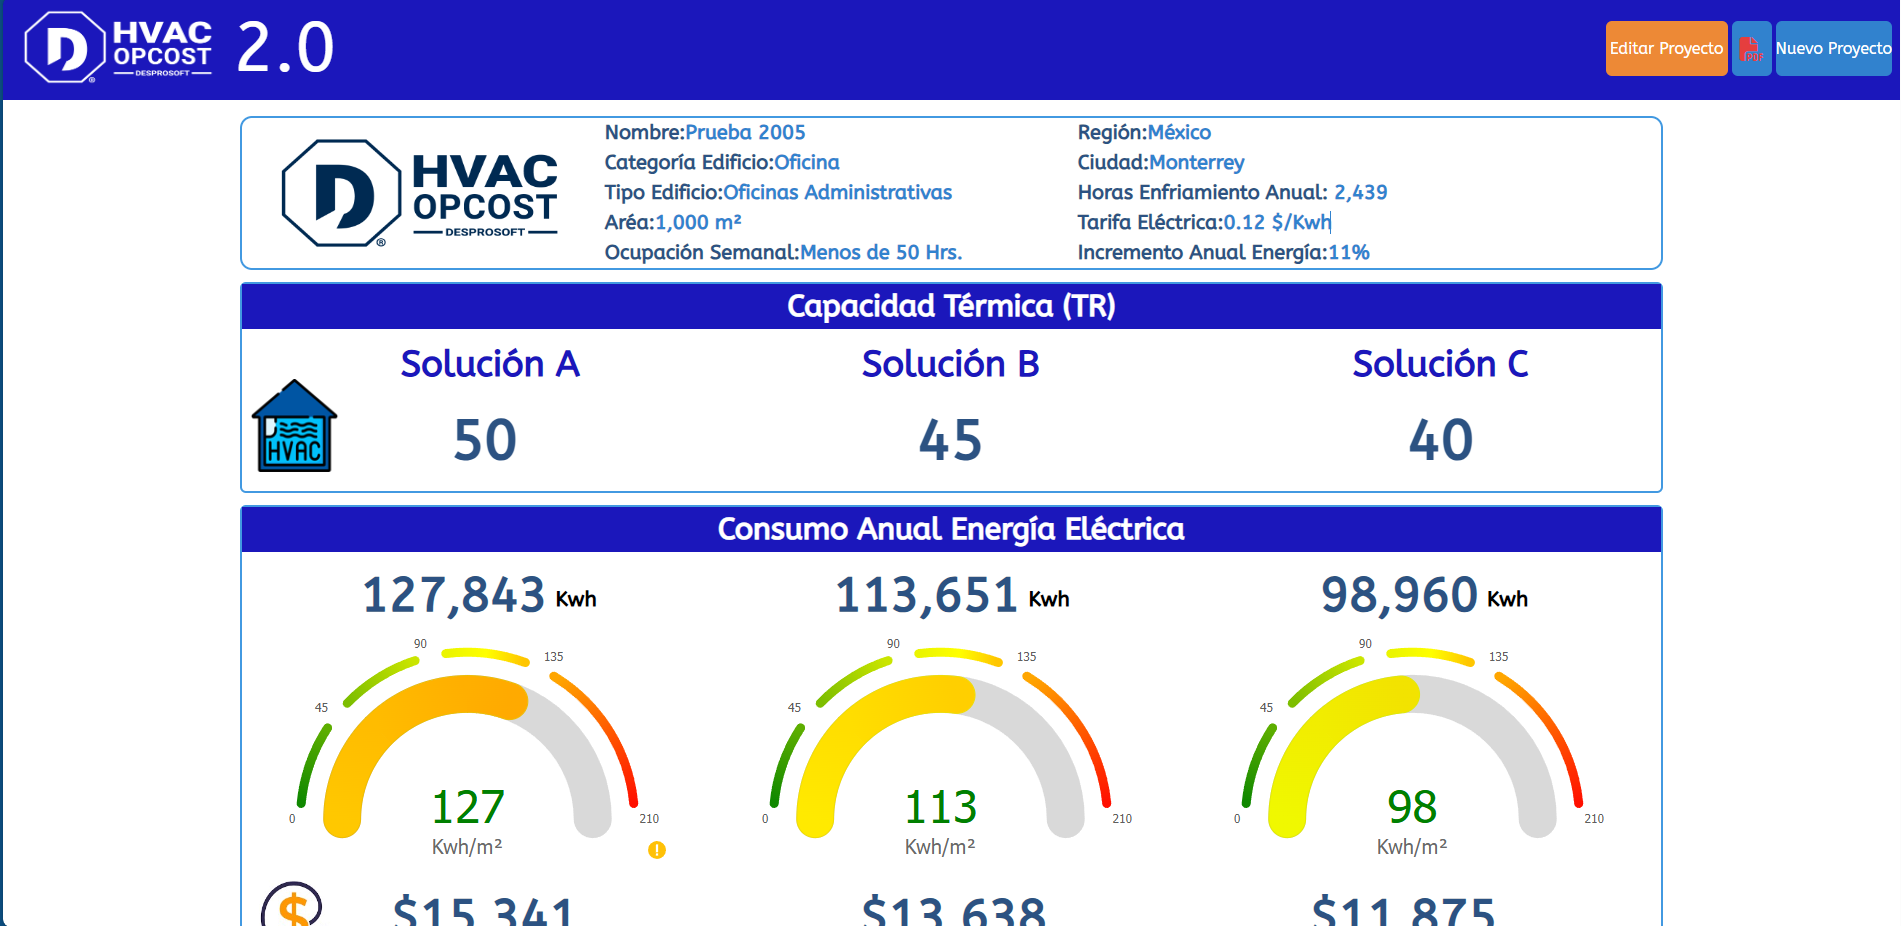 HVAC
OPCOST
DESPROSOFT
®
2.0
Editar Proyecto
PDF
Nuevo Proyecto
HVAC
OPCOST
DESPROSOFT
®
Nombre:Prueba 2005
Categoría Edificio:Oficina
Tipo Edificio:Oficinas Administrativas
Aréa:1,000 m²
Ocupación Semanal:Menos de 50 Hrs.
Región:México
Ciudad:Monterrey
Horas Enfriamiento Anual: 2,439
Tarifa Eléctrica:0.12 $/Kwh
Incremento Anual Energía:11%
Capacidad Térmica (TR)
Solución A
Solución B
Solución C
HVAC
50
45
40
Consumo Anual Energía Eléctrica
127,843 Kwh
113,651 Kwh
98,960 Kwh
0
45
90
135
210
127
Kwh/m²
0
45
90
135
210
113
Kwh/m²
0
45
90
135
210
98
Kwh/m²
$15,341
$13,638
$11,875